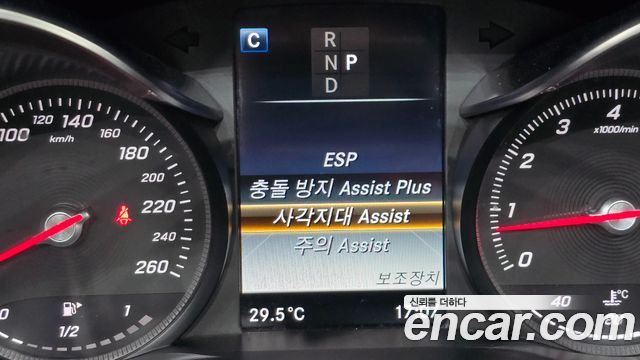 C
R
N P
D
ESP
충돌 방지 Assist Plus
사각지대 Assist
주의 Assist
보조장치
29.5°C
100 120 140 160 180 200 220 240 260
km/h
0 1/2 1
4
3
2
1
0
x1000/min
40 °C
신뢰를 더하다
encar.com